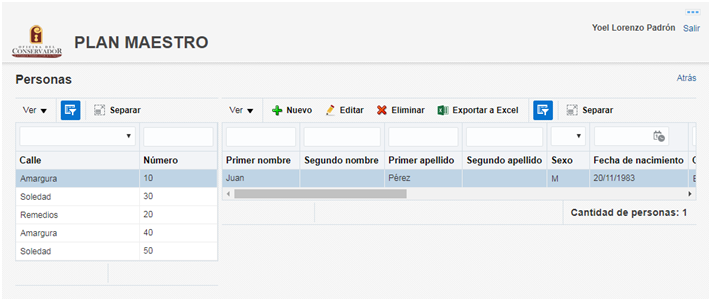 Yoel Lorenzo Padrón Salir
OFICINA DEL
CONSERVADOR
PLAN MAESTRO
Personas Atrás
Ver Separar Ver Nuevo Editar Eliminar Exportar a Excel Separar
Calle Número Primer nombre Segundo nombre Primer apellido Segundo apellido Sexo Fecha de nacimiento
Amargura 10 Juan Pérez M 20/11/1983
Soledad 30
Remedios 20
Cantidad de personas: 1
Amargura 40
Soledad 50